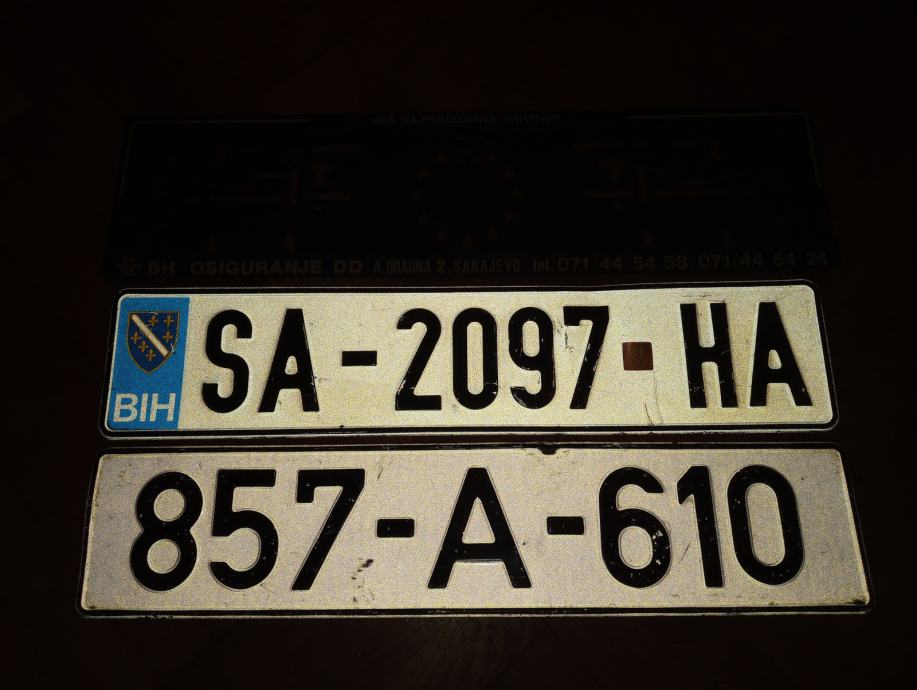 VAŠ NAJPOUZDANIJI PARTNER
BH OSIGURANJE DD A. BRAUNA 2. SARAJEVO tel. 071/44 54 58, 071/44 54 24
BIH SA-2097 HA
857-A-610